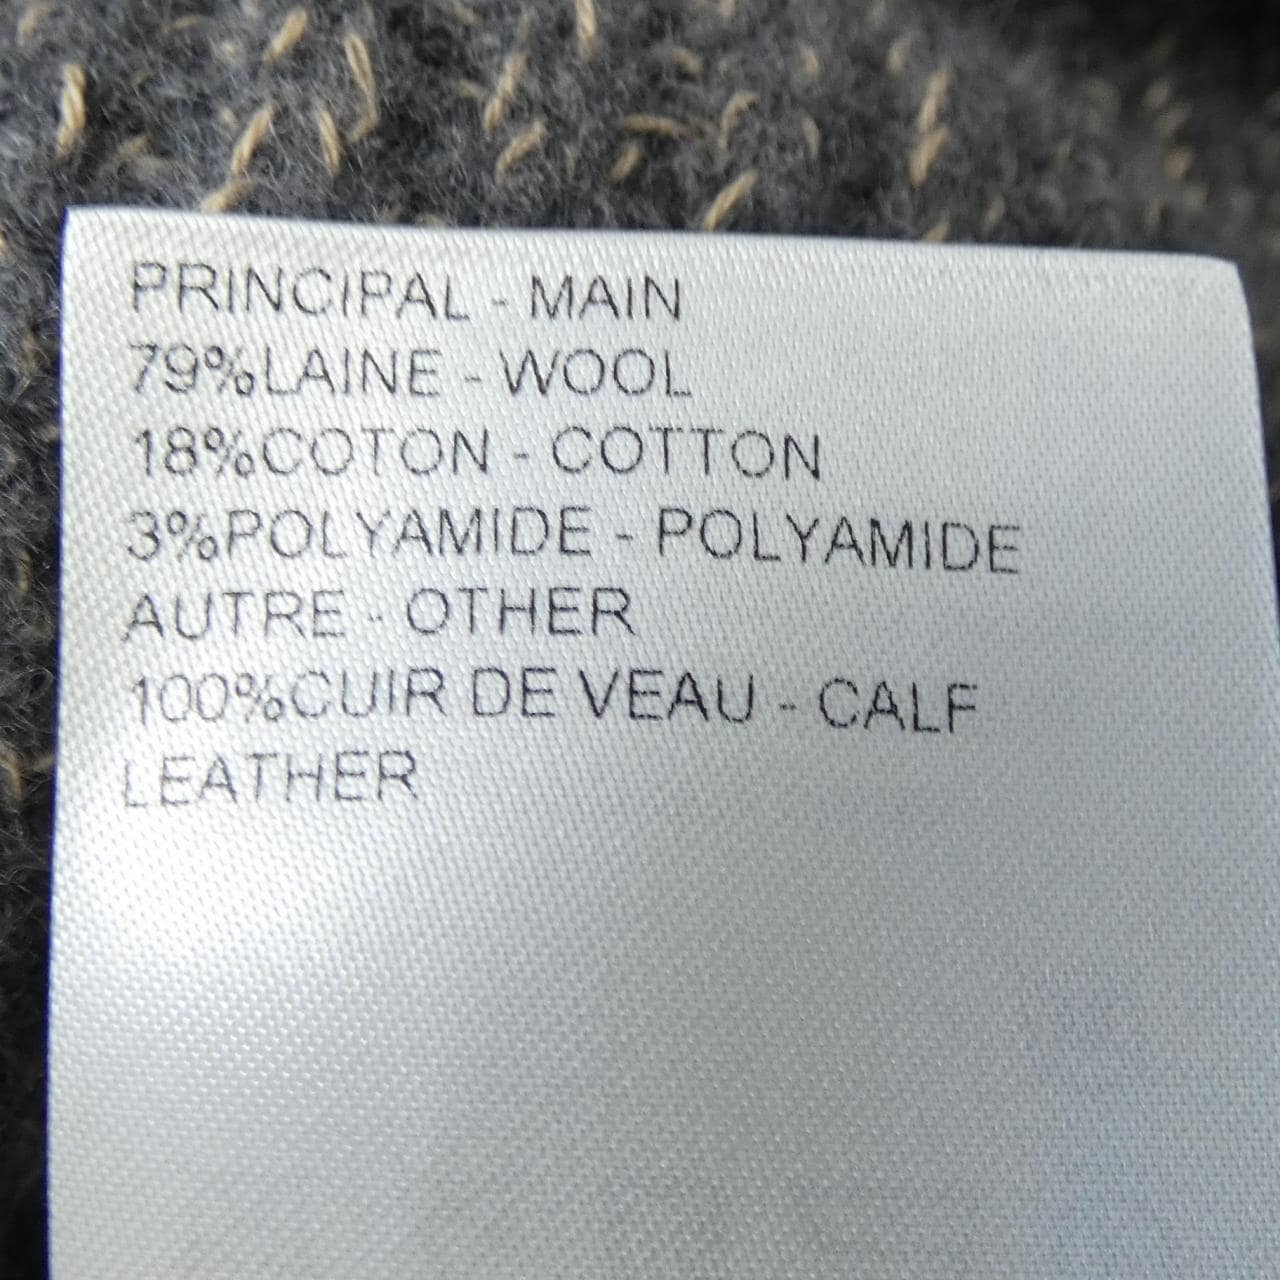 PRINCIPAL - MAIN
79%LAINE - WOOL
18%COTON - COTTON
3%POLYAMIDE - POLYAMIDE
AUTRE - OTHER
100%CUIR DE VEAU - CALF
LEATHER